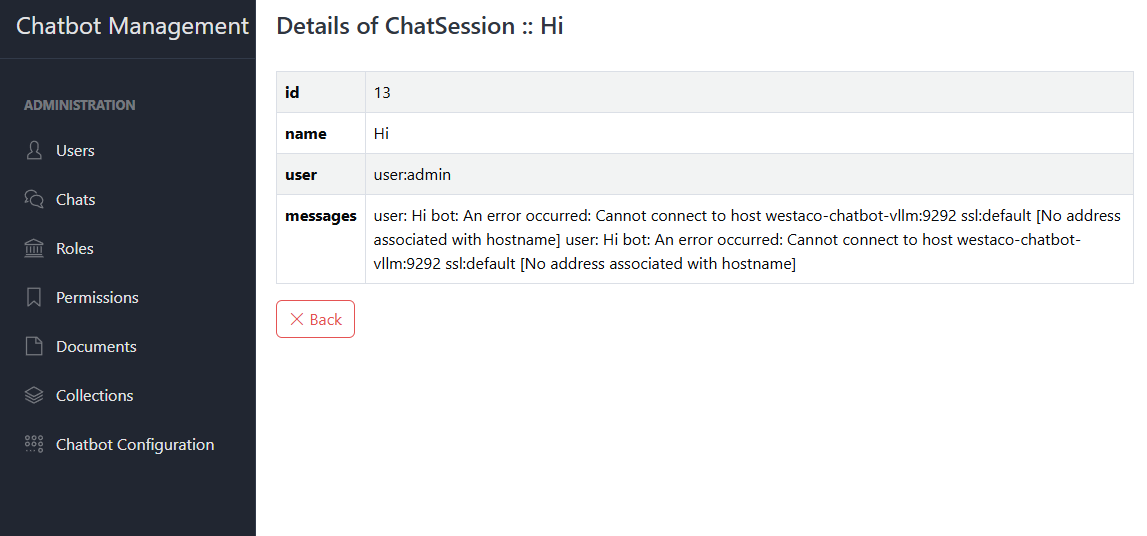 Chatbot Management
ADMINISTRATION
Users
Chats
Roles
Permissions
Documents
Collections
Chatbot Configuration
Details of ChatSession :: Hi
id 13
name Hi
user user:admin
messages user: Hi bot: An error occurred: Cannot connect to host westaco-chatbot-vllm:9292 ssl:default [No address
associated with hostname] user: Hi bot: An error occurred: Cannot connect to host westaco-chatbot-
vllm:9292 ssl:default [No address associated with hostname]
Back